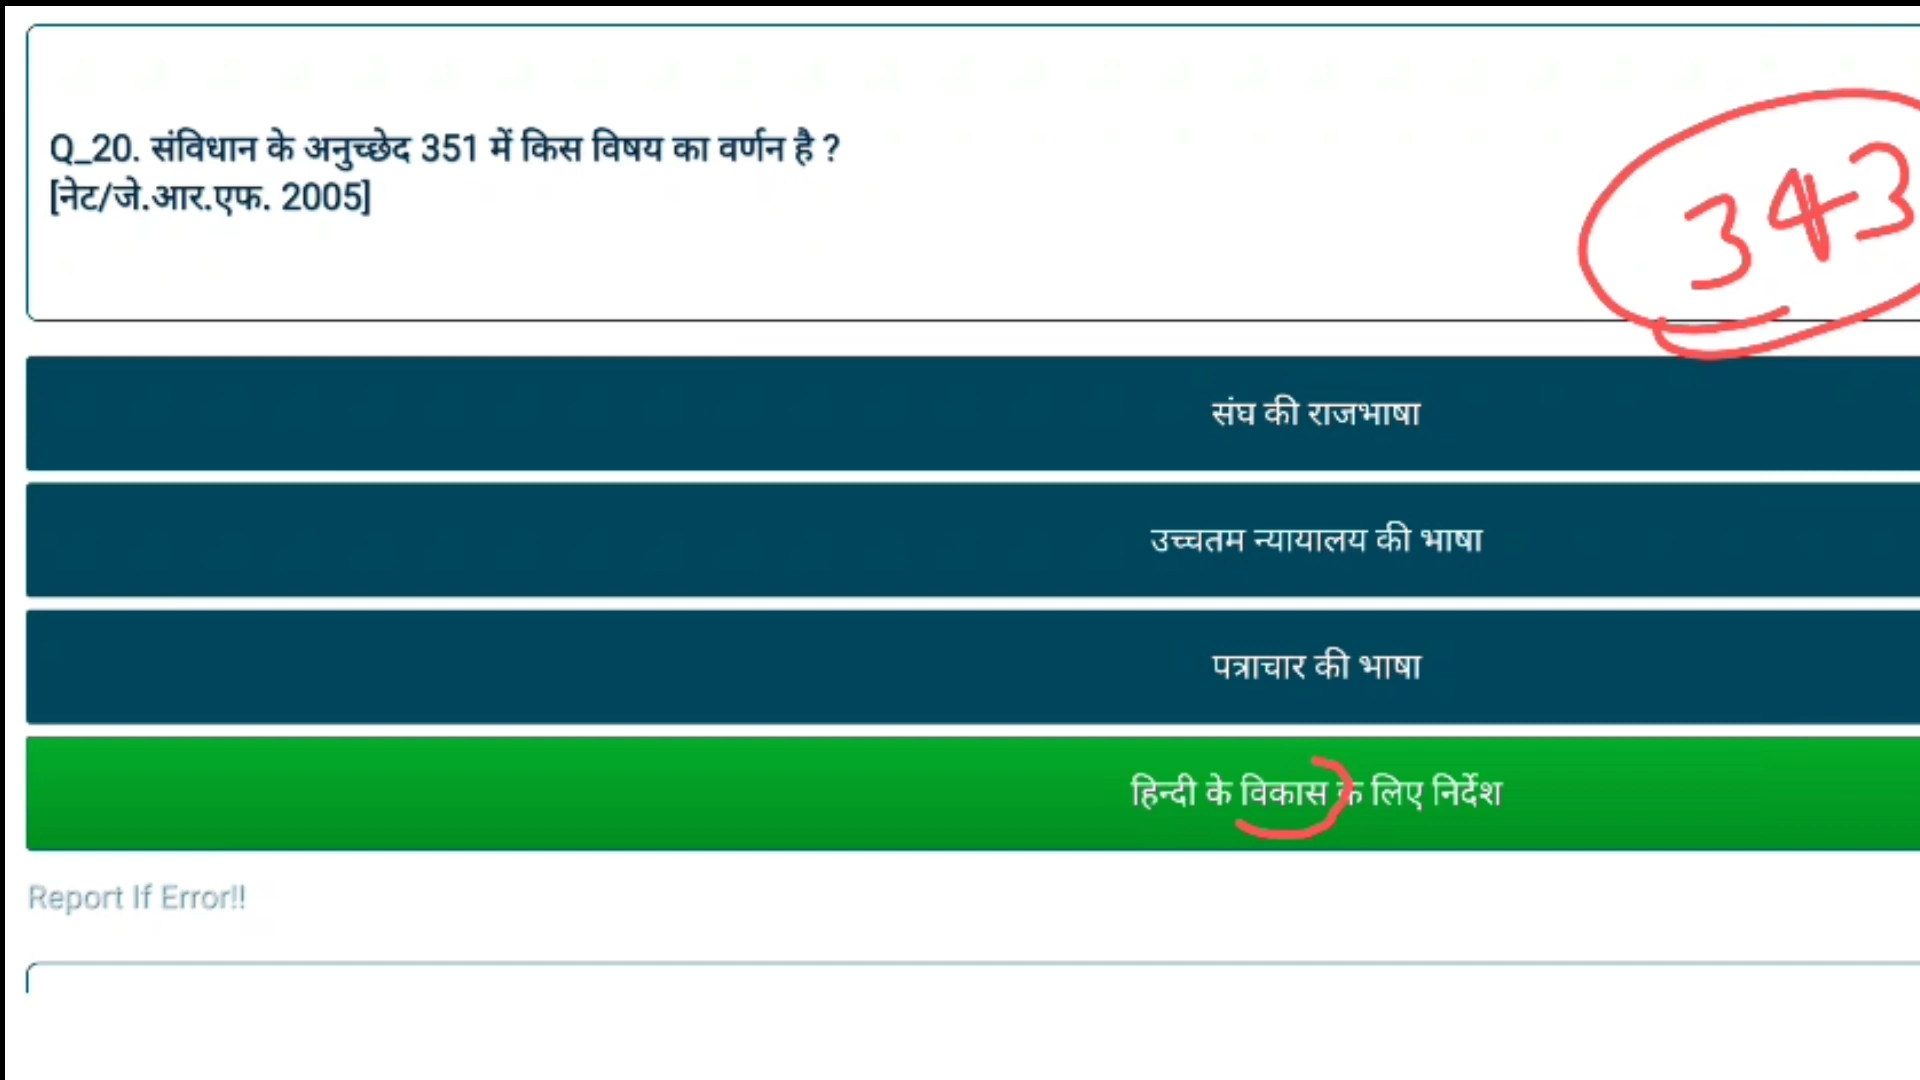 Q_20. संविधान के अनुच्छेद 351 में किस विषय का वर्णन है ?
[नेट/जे.आर.एफ. 2005]
343
संघ की राजभाषा
उच्चतम न्यायालय की भाषा
पत्राचार की भाषा
हिन्दी के विकास के लिए निर्देश
Report If Error!!